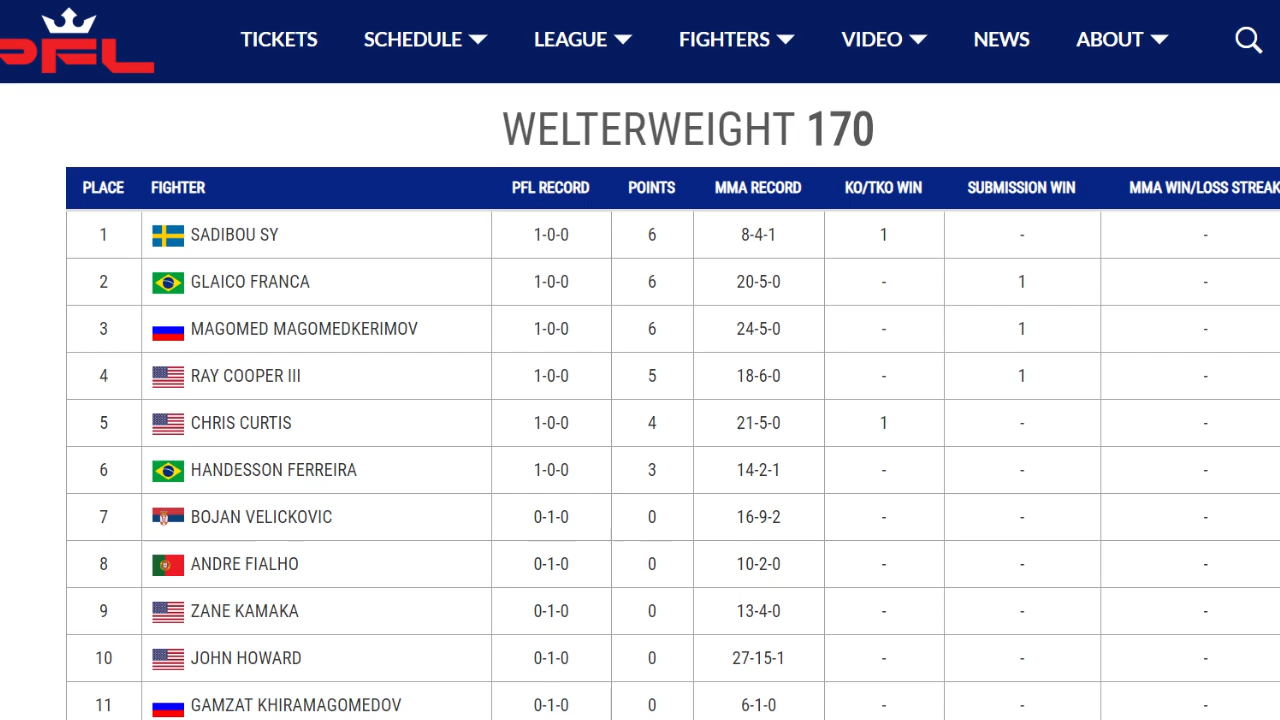 PFL TICKETS SCHEDULE LEAGUE FIGHTERS VIDEO NEWS ABOUT
WELTERWEIGHT 170
PLACE FIGHTER PFL RECORD POINTS MMA RECORD KO/TKO WIN SUBMISSION WIN MMA WIN/LOSS STREAK
1 SADIBOU SY 1-0-0 6 8-4-1 1 - -
2 GLAICO FRANCA 1-0-0 6 20-5-0 - 1 -
3 MAGOMED MAGOMEDKERIMOV 1-0-0 6 24-5-0 - 1 -
4 RAY COOPER III 1-0-0 5 18-6-0 - 1 -
5 CHRIS CURTIS 1-0-0 4 21-5-0 1 - -
6 HANDESSON FERREIRA 1-0-0 3 14-2-1 - - -
7 BOJAN VELICKOVIC 0-1-0 0 16-9-2 - - -
8 ANDRE FIALHO 0-1-0 0 10-2-0 - - -
9 ZANE KAMAKA 0-1-0 0 13-4-0 - - -
10 JOHN HOWARD 0-1-0 0 27-15-1 - - -
11 GAMZAT KHIRAMAGOMEDOV 0-1-0 0 6-1-0 - - -